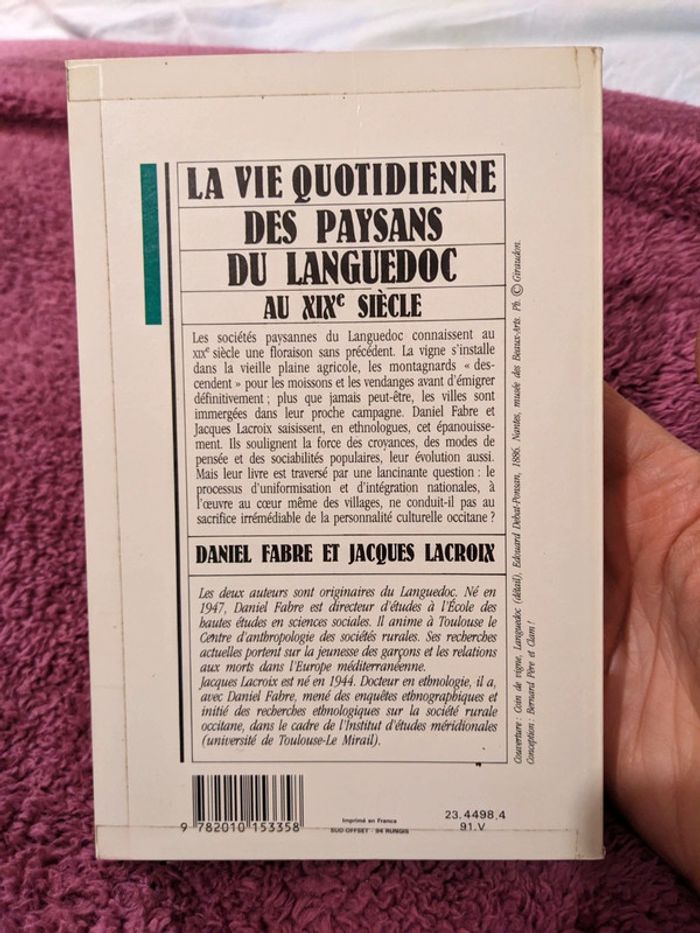 LA VIE QUOTIDIENNE
DES PAYSANS
DU LANGUEDOC
AU XIXe SIÈCLE
Les sociétés paysannes du Languedoc connaissent au
XIXe siècle une floraison sans précédent. La vigne s'installe
dans la vieille plaine agricole, les montagnards « des-
cendent » pour les moissons et les vendanges avant d'émigrer
définitivement ; plus que jamais peut-être, les villes sont
immergées dans leur proche campagne. Daniel Fabre et
Jacques Lacroix saisissent, en ethnologues, cet épanouisse-
ment. Ils soulignent la force des croyances, des modes de
pensée et des sociabilités populaires, leur évolution aussi.
Mais leur livre est traversé par une lancinante question : le
processus d'uniformisation et d'intégration nationales, à
l'œuvre au cœur même des villages, ne conduit-il pas au
sacrifice irrémédiable de la personnalité culturelle occitane ?
DANIEL FABRE ET JACQUES LACROIX
Les deux auteurs sont originaires du Languedoc. Né en
1947, Daniel Fabre est directeur d'études à l'École des
hautes études en sciences sociales. Il anime à Toulouse le
Centre d'anthropologie des sociétés rurales. Ses recherches
actuelles portent sur la jeunesse des garçons et les relations
aux morts dans l'Europe méditerranéenne.
Jacques Lacroix est né en 1944. Docteur en ethnologie, il a,
avec Daniel Fabre, mené des enquêtes ethnographiques et
initié des recherches ethnologiques sur la société rurale
occitane, dans le cadre de l'Institut d'études méridionales
(université de Toulouse-Le Mirail).
Couverture : Coin de vigne, Languedoc (détail), Edouard Debat-Ponsan, 1886. Nantes, musée des Beaux-Arts. Ph. © Giraudon.
Conception : Bernard Père et Clam !
9 782010 153358
Imprimé en France
SUD OFFSET - 94 RUNGIS
23.4498.4
91.V